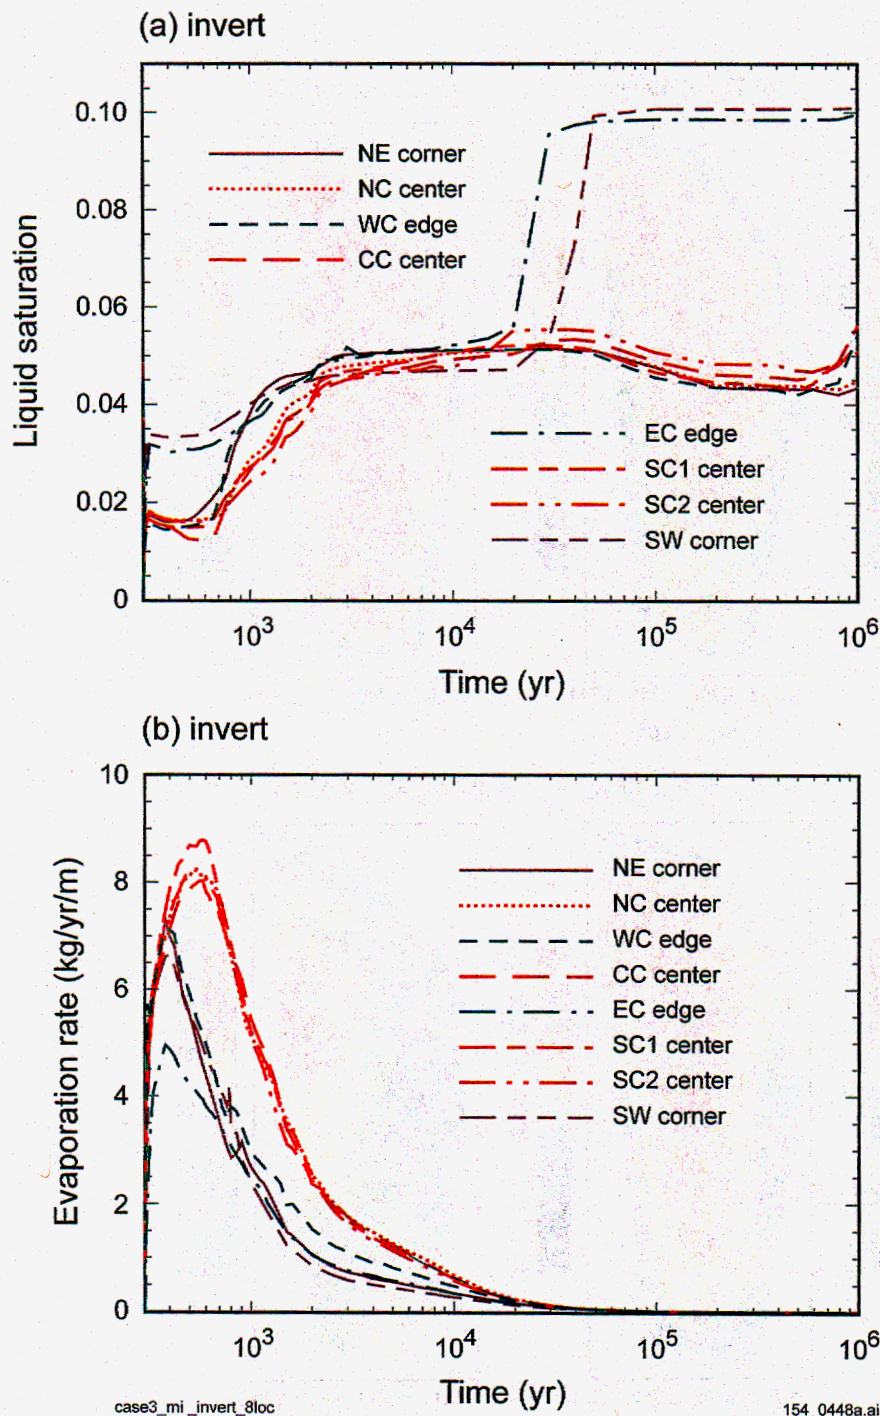 (a) invert
0.10
0.08
0.06
0.04
0.02
0
Liquid saturation
NE corner
NC center
WC edge
CC center
EC edge
SC1 center
SC2 center
SW corner
10³ 10⁴ 10⁵ 10⁶
Time (yr)
(b) invert
10
8
6
4
2
0
Evaporation rate (kg/yr/m)
NE corner
NC center
WC edge
CC center
EC edge
SC1 center
SC2 center
SW corner
10³ 10⁴ 10⁵ 10⁶
Time (yr)
case3_mi_invert_8loc
154_0448a.ai